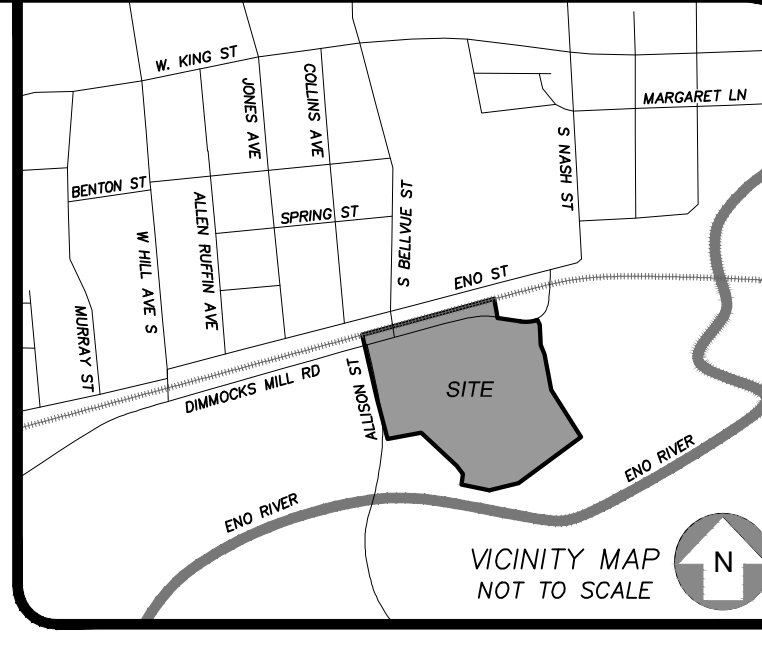 W. KING ST
JONES AVE
COLLINS AVE
MARGARET LN
BENTON ST
S NASH ST
ALLEN RUFFIN AVE
SPRING ST
S BELLVUE ST
W HILL AVE S
ENO ST
MURRAY ST
DIMMOCKS MILL RD
ALLISON ST
SITE
ENO RIVER
ENO RIVER
VICINITY MAP
NOT TO SCALE
N